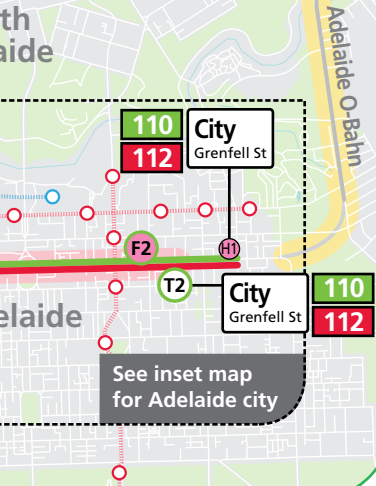 th
aide
Adelaide O-Bahn
110
112
City
Grenfell St
F2
H1
T2
City
Grenfell St
110
112
elaide
See inset map
for Adelaide city